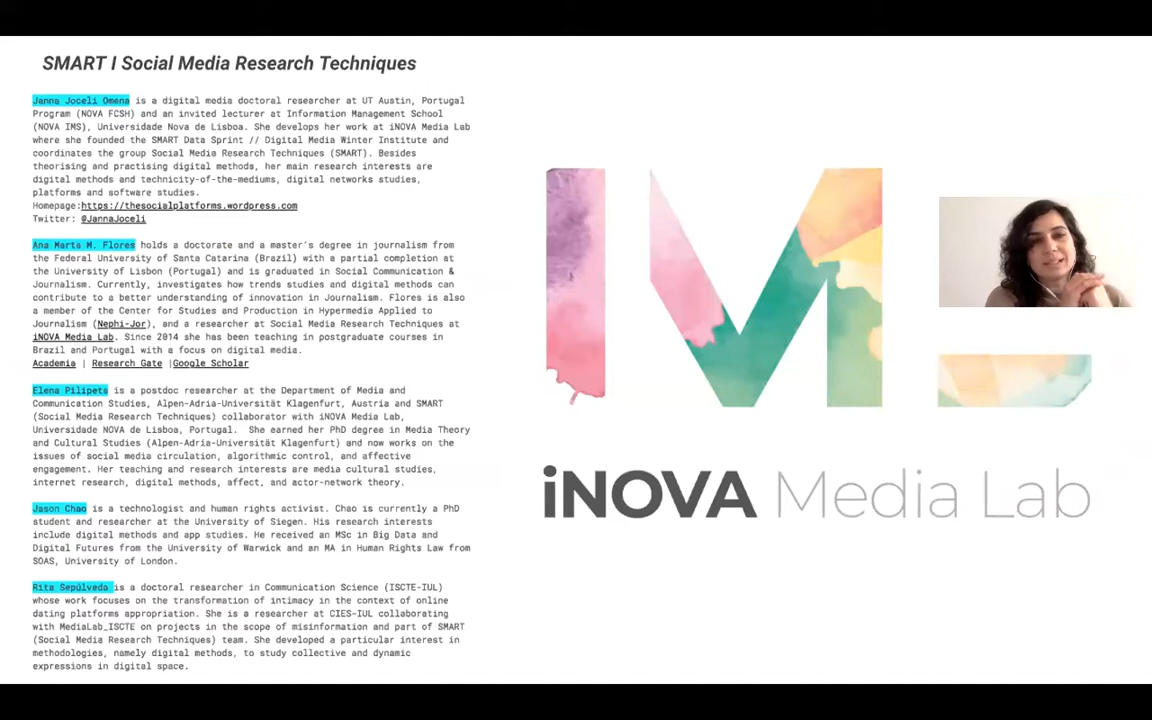 SMART I Social Media Research Techniques
Janna Joceli Omena is a digital media doctoral researcher at UT Austin, Portugal
Program (NOVA FCSH) and an invited lecturer at Information Management School
(NOVA IMS), Universidade Nova de Lisboa. She develops her work at iNOVA Media Lab
where she founded the SMART Data Sprint // Digital Media Winter Institute and
coordinates the group Social Media Research Techniques (SMART). Besides
theorising and practising digital methods, her main research interests are
digital methods and technicity-of-the-mediums, digital networks studies,
platforms and software studies.
Homepage:https://thesocialplatforms.wordpress.com
Twitter: @JannaJoceli
Ana Marta M. Flores holds a doctorate and a master's degree in journalism from
the Federal University of Santa Catarina (Brazil) with a partial completion at
the University of Lisbon (Portugal) and is graduated in Social Communication &
Journalism. Currently, investigates how trends studies and digital methods can
contribute to a better understanding of innovation in Journalism. Flores is also
a member of the Center for Studies and Production in Hypermedia Applied to
Journalism (Nephi-Jor), and a researcher at Social Media Research Techniques at
iNOVA Media Lab. Since 2014 she has been teaching in postgraduate courses in
Brazil and Portugal with a focus on digital media.
Academia | Research Gate |Google Scholar
Elena Pilipets is a postdoc researcher at the Department of Media and
Communication Studies, Alpen-Adria-Universität Klagenfurt, Austria and SMART
(Social Media Research Techniques) collaborator with iNOVA Media Lab,
Universidade NOVA de Lisboa, Portugal. She earned her PhD degree in Media Theory
and Cultural Studies (Alpen-Adria-Universität Klagenfurt) and now works on the
issues of social media circulation, algorithmic control, and affective
engagement. Her teaching and research interests are media cultural studies,
internet research, digital methods, affect, and actor-network theory.
Jason Chao is a technologist and human rights activist. Chao is currently a PhD
student and researcher at the University of Siegen. His research interests
include digital methods and app studies. He received an MSc in Big Data and
Digital Futures from the University of Warwick and an MA in Human Rights Law from
SOAS, University of London.
Rita Sepúlveda is a doctoral researcher in Communication Science (ISCTE-IUL)
whose work focuses on the transformation of intimacy in the context of online
dating platforms appropriation. She is a researcher at CIES-IUL collaborating
with MediaLab_ISCTE on projects in the scope of misinformation and part of SMART
(Social Media Research Techniques) team. She developed a particular interest in
methodologies, namely digital methods, to study collective and dynamic
expressions in digital space.
IM
iNOVA Media Lab